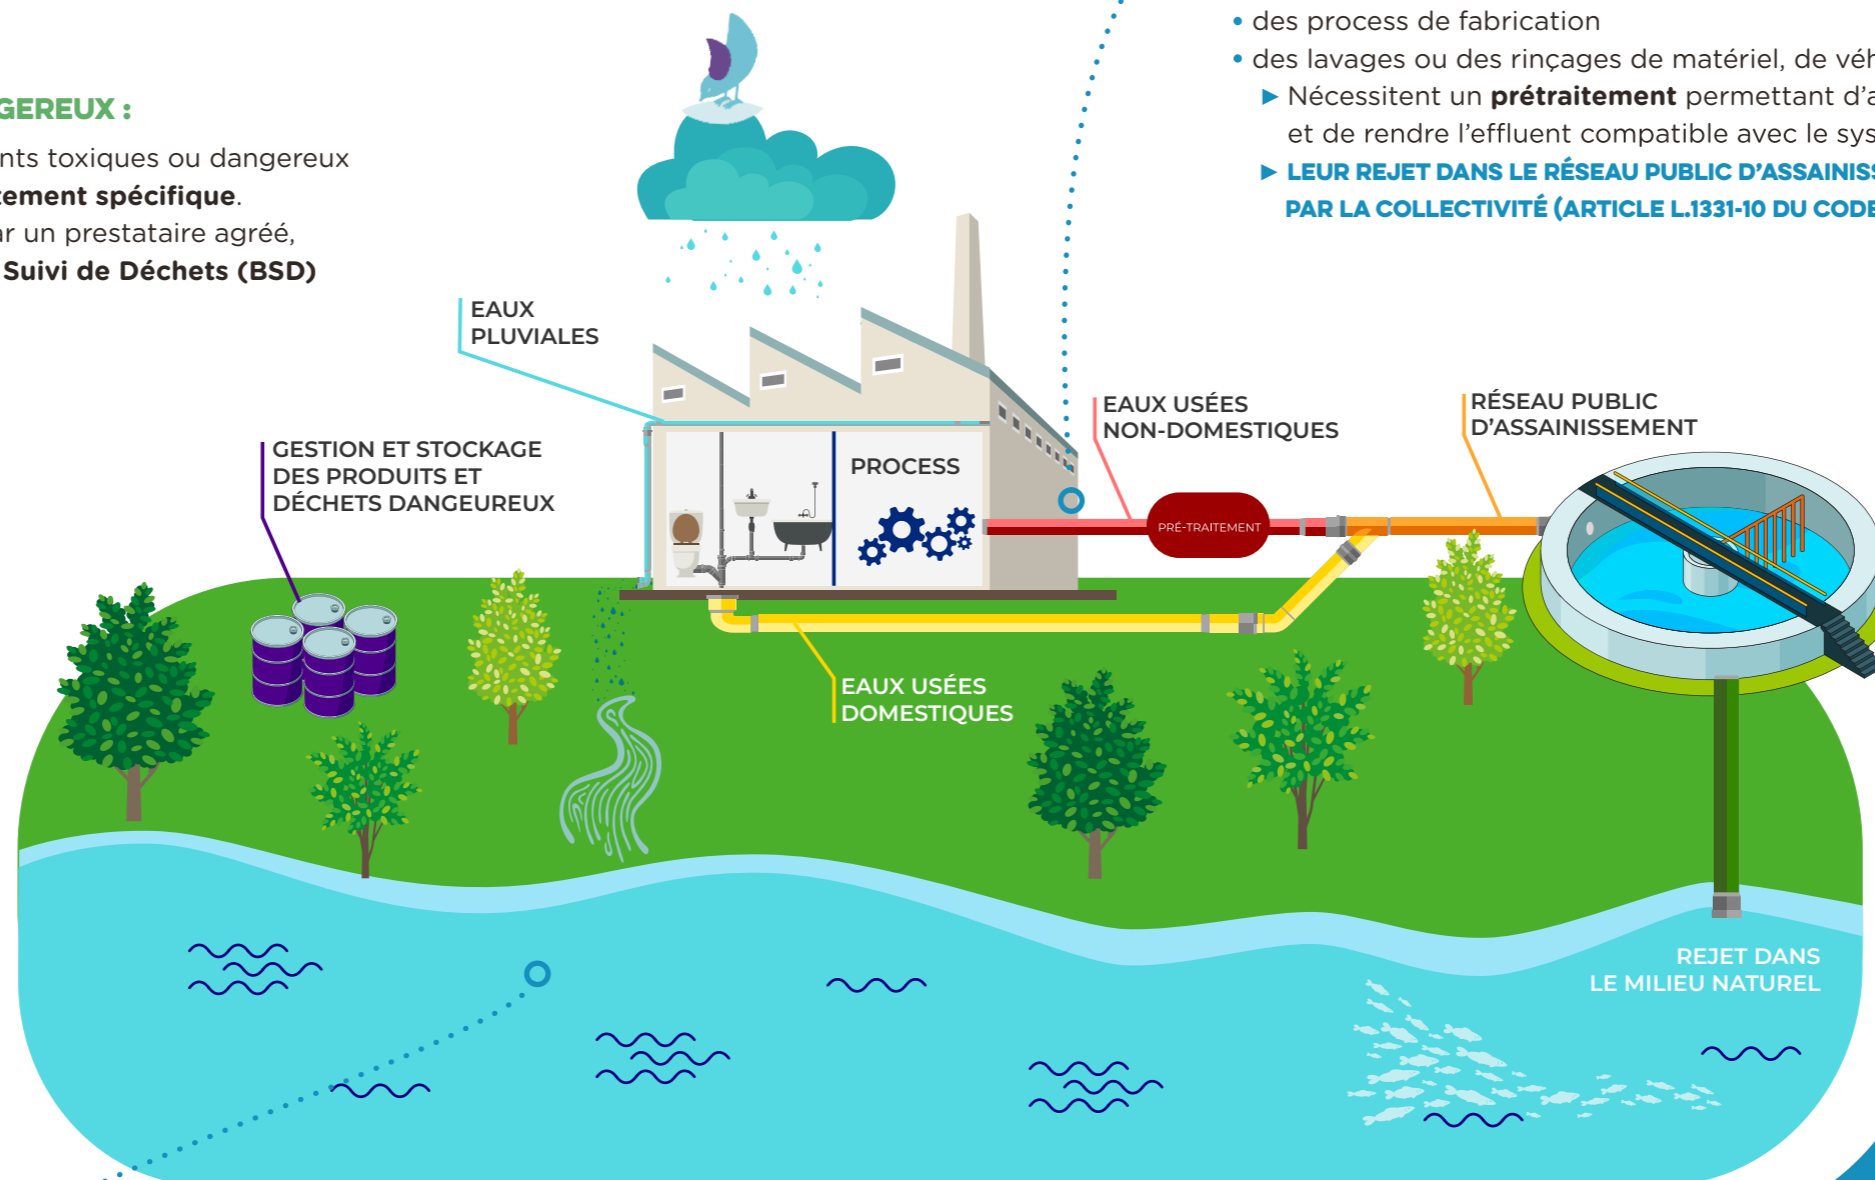 GEREUX :
nts toxiques ou dangereux
tement spécifique.
ar un prestataire agréé,
Suivi de Déchets (BSD)
• des process de fabrication
• des lavages ou des rinçages de matériel, de véh
► Nécessitent un prétraitement permettant d'a
et de rendre l'effluent compatible avec le sys
► LEUR REJET DANS LE RÉSEAU PUBLIC D'ASSAINISS
PAR LA COLLECTIVITÉ (ARTICLE L.1331-10 DU CODE
EAUX
PLUVIALES
GESTION ET STOCKAGE
DES PRODUITS ET
DÉCHETS DANGEUREUX
PROCESS
EAUX USÉES
NON-DOMESTIQUES
PRÉ-TRAITEMENT
RÉSEAU PUBLIC
D'ASSAINISSEMENT
EAUX USÉES
DOMESTIQUES
REJET DANS
LE MILIEU NATUREL